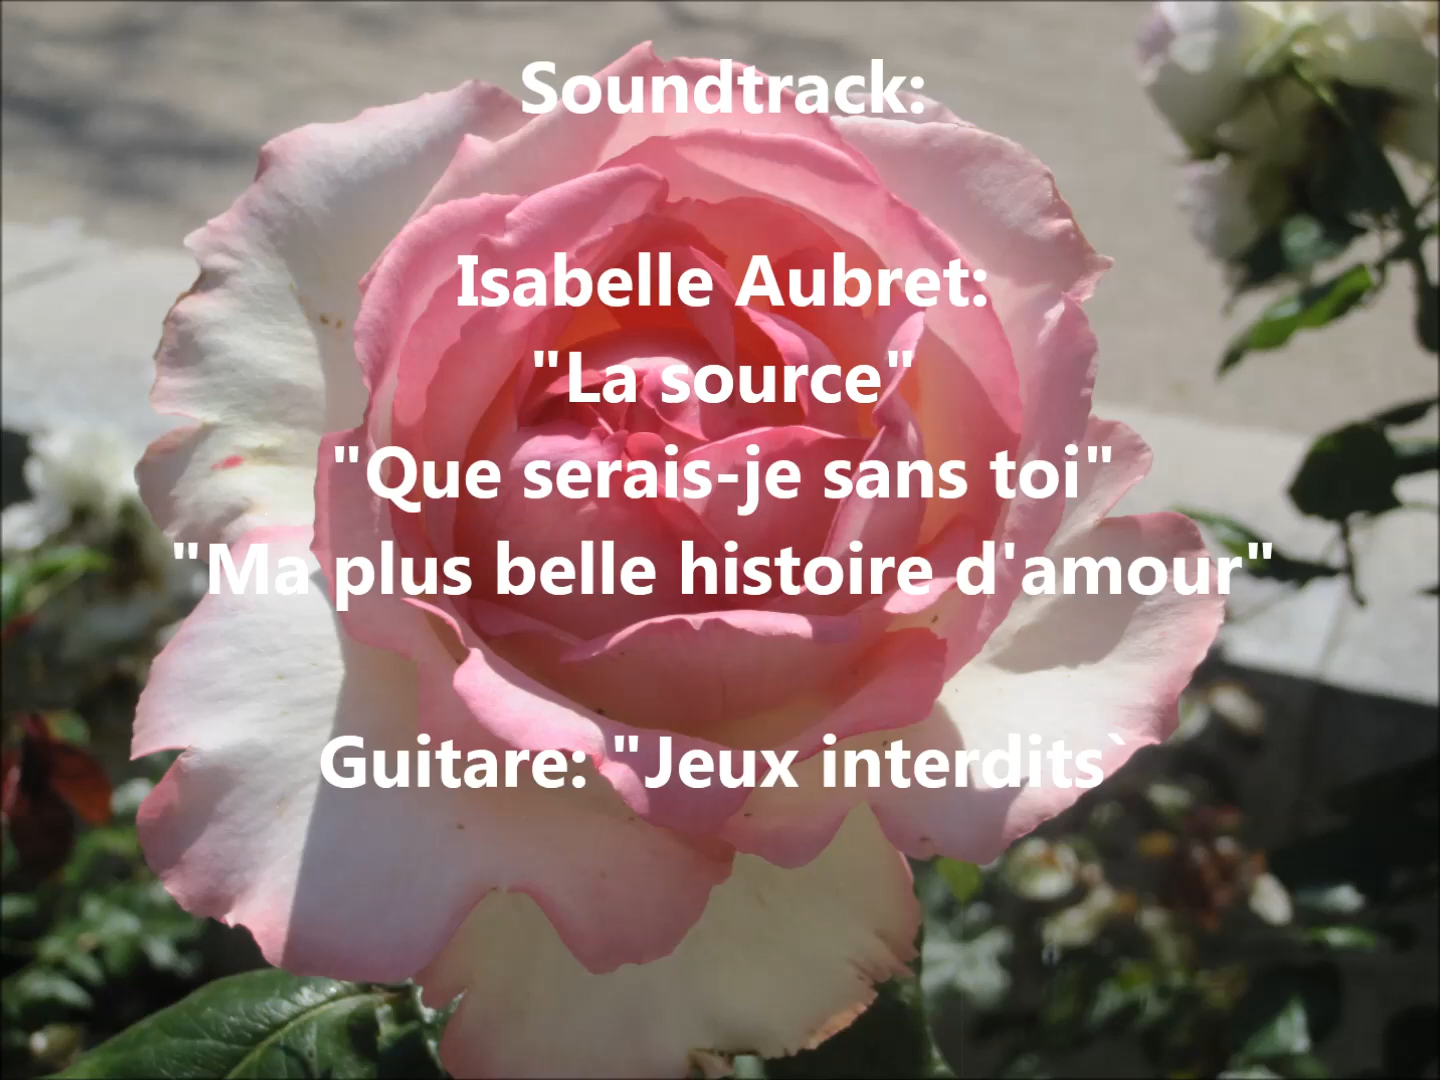 Soundtrack:
Isabelle Aubret:
"La source"
"Que serais-je sans toi"
"Ma plus belle histoire d'amour"
Guitare: "Jeux interdits`